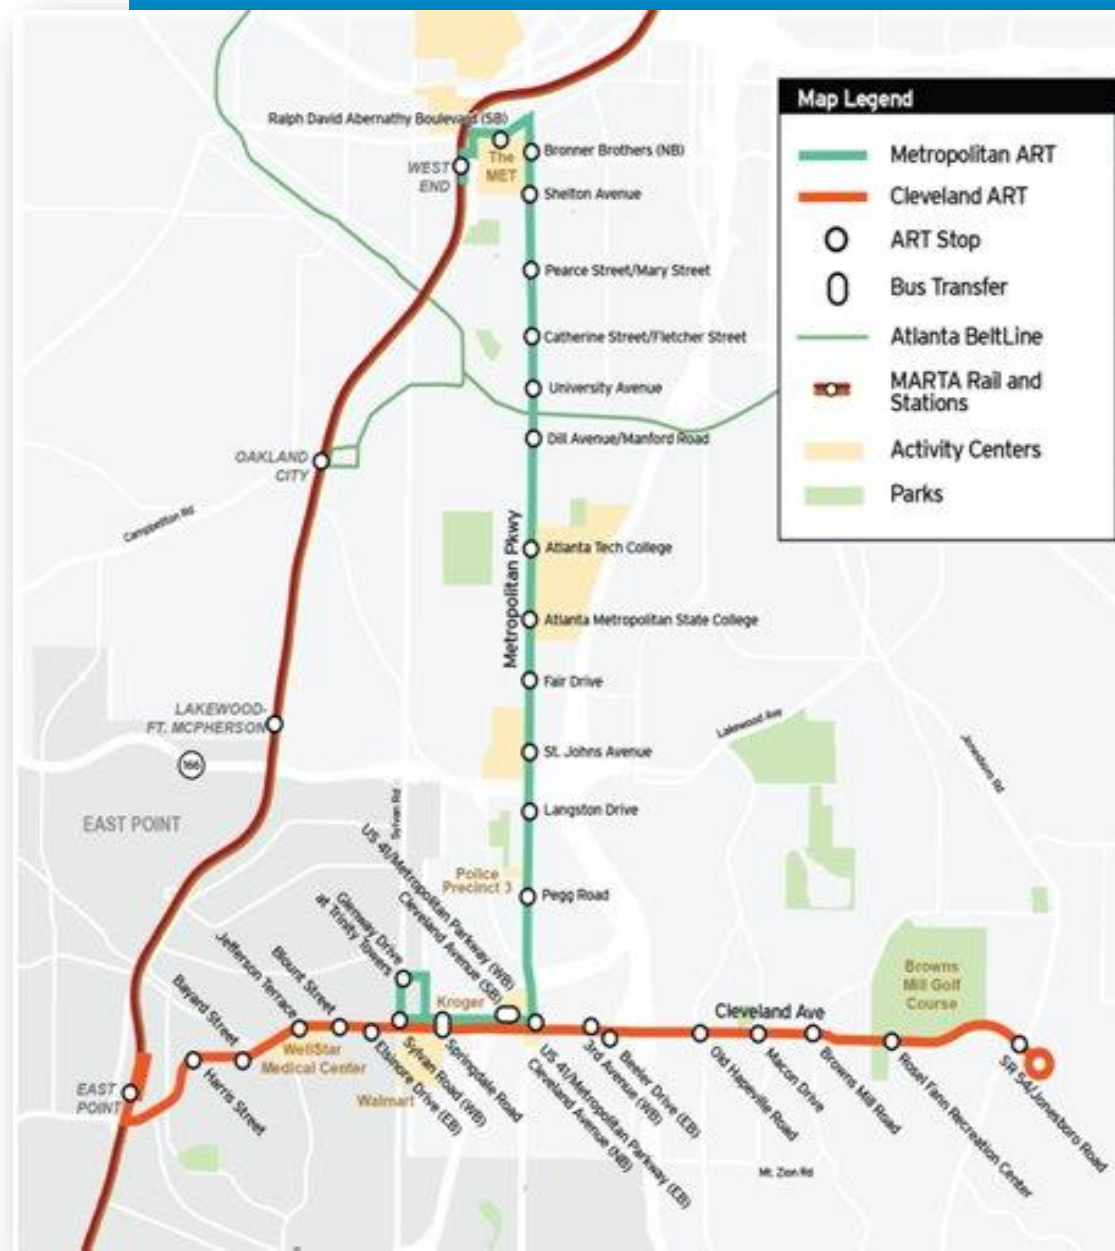 Map Legend
Metropolitan ART
Cleveland ART
ART Stop
Bus Transfer
Atlanta BeltLine
MARTA Rail and
Stations
Activity Centers
Parks
Ralph David Abernathy Boulevard (SB)
The
MET
WEST
END
Bronner Brothers (NB)
Shelton Avenue
Pearce Street/Mary Street
Catherine Street/Fletcher Street
University Avenue
Dill Avenue/Manford Road
OAKLAND
CITY
Campbellton Rd
Metropolitan Pkwy
Atlanta Tech College
Atlanta Metropolitan State College
Fair Drive
LAKEWOOD-
FT. MCPHERSON
166
St. Johns Avenue
Lakewood Ave
Jonesboro Rd
Langston Drive
EAST POINT
Sylvan Rd
Police
Precinct 3
Pegg Road
US 41/Metropolitan Parkway (WB)
Cleveland Avenue (SB)
Glenway Drive
at Trinity Towers
Kroger
Blount Street
Jefferson Terrace
Bayard Street
Harris Street
EAST
POINT
WellStar
Medical Center
Walmart
Elsinore Drive (EB)
Sylvan Road (WB)
Springdale Road
US 41/Metropolitan Parkway (EB)
Cleveland Avenue (NB)
3rd Avenue (WB)
Beeler Drive (EB)
Cleveland Ave
Old Hapeville Road
Macon Drive
Browns Mill Road
Browns
Mill Golf
Course
Rosel Fann Recreation Center
SR 54/Jonesboro Road
Mt. Zion Rd